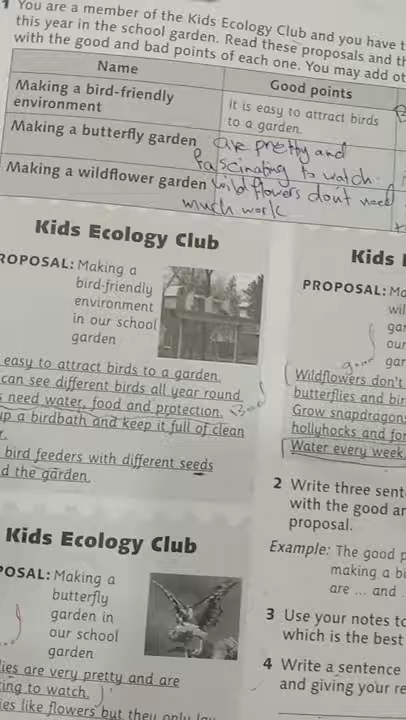 1 You are a member of the Kids Ecology Club and you have t
this year in the school garden. Read these proposals and th
with the good and bad points of each one. You may add ot
Name
Good points
Making a bird-friendly
environment
it is easy to attract birds
to a garden.
Making a butterfly garden
are pretty and
fascinating to watch.
Making a wildflower garden
wildflowers don't need
much work
Kids Ecology Club
ROPOSAL: Making a
bird-friendly
environment
in our school
garden
easy to attract birds to a garden.
can see different birds all year round
s need water, food and protection.
up a birdbath and keep it full of clean
r.
bird feeders with different seeds
d the garden.
Kids Ecology Club
POSAL: Making a
butterfly
garden in
our school
garden
lies are very pretty and are
ting to watch.
ies like flowers but they only
Kids
PROPOSAL: Ma
wil
gar
our
gar
Wildflowers don't
butterflies and bir
Grow snapdragons
hollyhocks and for
Water every week
2 Write three sent
with the good an
proposal.
Example: The good p
making a bi
are ... and
3 Use your notes to
which is the best
4 Write a sentence
and giving your re